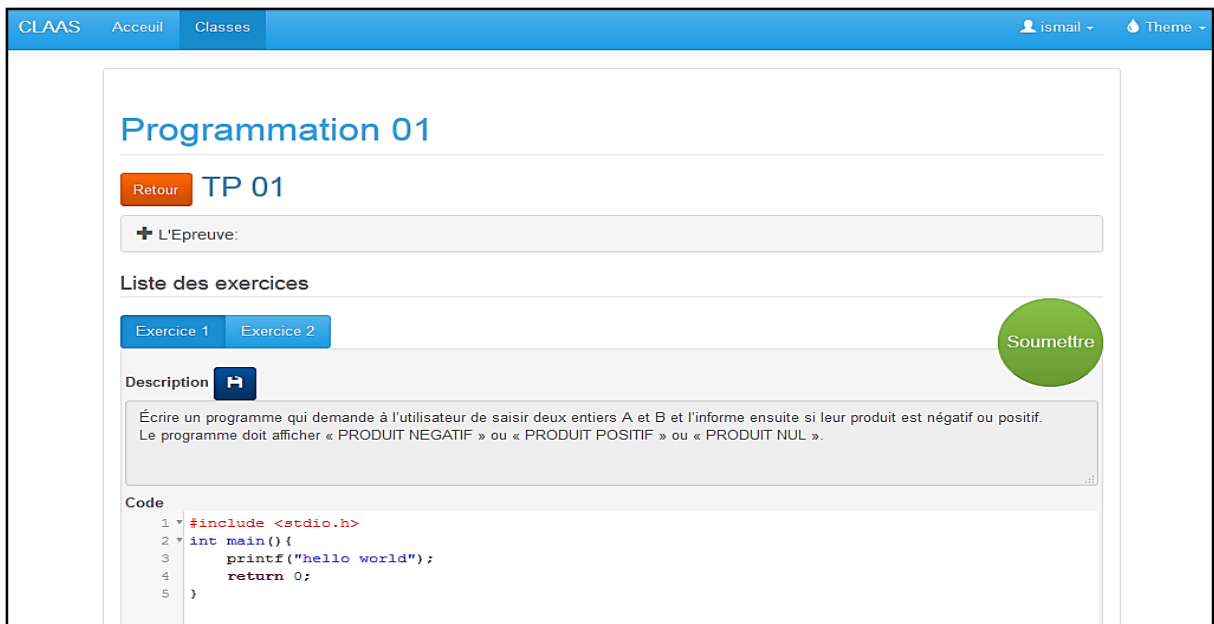 CLAAS Acceuil Classes ismail Theme
Programmation 01
Retour TP 01
L'Epreuve:
Liste des exercices
Exercice 1 Exercice 2 Soumettre
Description
Écrire un programme qui demande à l'utilisateur de saisir deux entiers A et B et l'informe ensuite si leur produit est négatif ou positif.
Le programme doit afficher « PRODUIT NEGATIF » ou « PRODUIT POSITIF » ou « PRODUIT NUL ».
Code
1 #include <stdio.h>
2 int main(){
3 printf("hello world");
4 return 0;
5 }